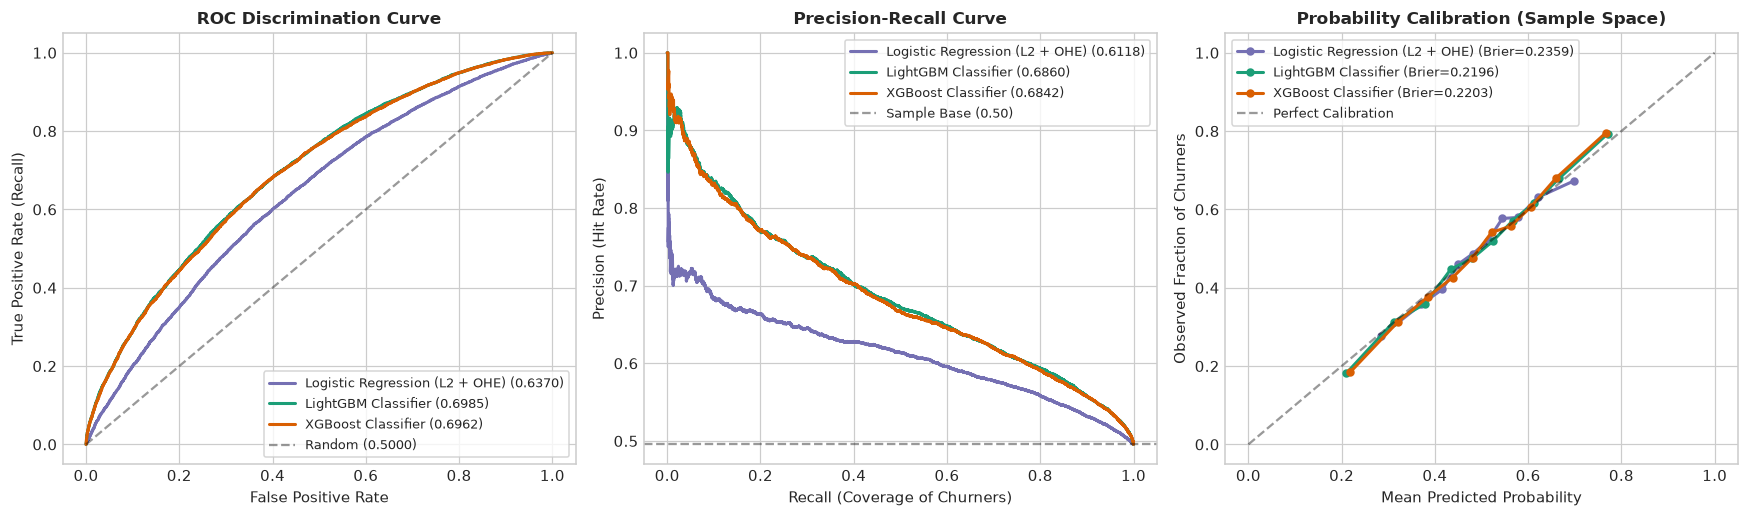 ROC Discrimination Curve
True Positive Rate (Recall)
1.0
0.8
0.6
0.4
0.2
0.0
Logistic Regression (L2 + OHE) (0.6370)
LightGBM Classifier (0.6985)
XGBoost Classifier (0.6962)
Random (0.5000)
0.0 0.2 0.4 0.6 0.8 1.0
False Positive Rate
Precision-Recall Curve
Precision (Hit Rate)
1.0
0.9
0.8
0.7
0.6
0.5
Logistic Regression (L2 + OHE) (0.6118)
LightGBM Classifier (0.6860)
XGBoost Classifier (0.6842)
Sample Base (0.50)
0.0 0.2 0.4 0.6 0.8 1.0
Recall (Coverage of Churners)
Probability Calibration (Sample Space)
Observed Fraction of Churners
1.0
0.8
0.6
0.4
0.2
0.0
Logistic Regression (L2 + OHE) (Brier=0.2359)
LightGBM Classifier (Brier=0.2196)
XGBoost Classifier (Brier=0.2203)
Perfect Calibration
0.0 0.2 0.4 0.6 0.8 1.0
Mean Predicted Probability